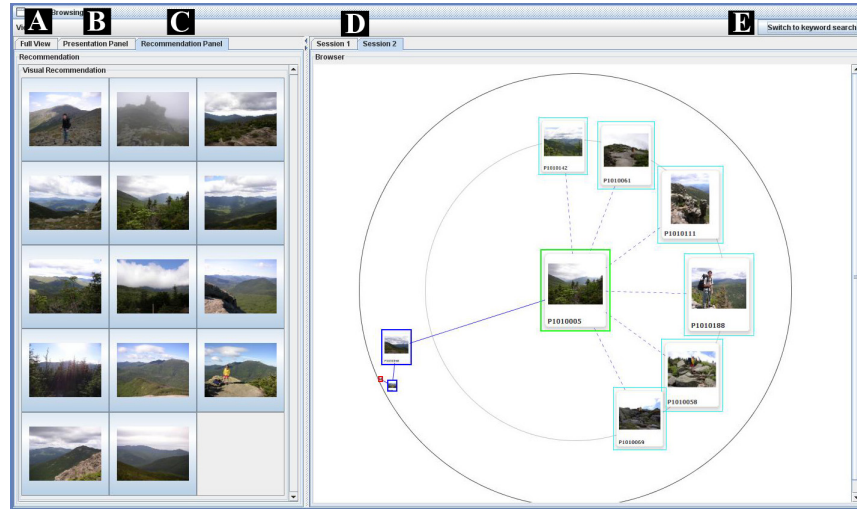 A B C D E
Browsing
Full View Presentation Panel Recommendation Panel Session 1 Session 2 Switch to keyword search
Recommendation Browser
Visual Recommendation
P1010142
P1010061
P1010111
P1010005
P1010188
P1010058
P1010069